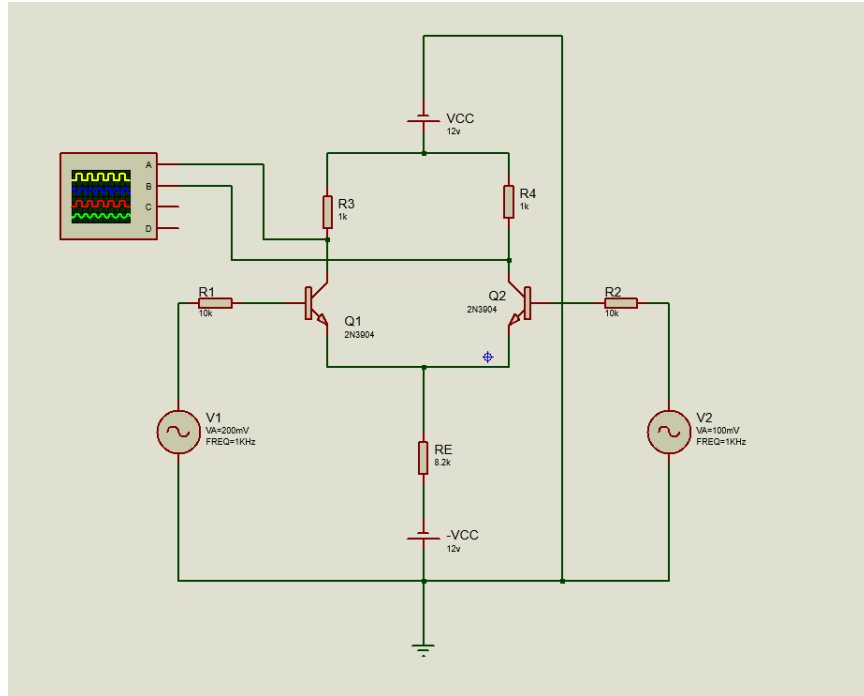 VCC
12v
A
B
C
D
R3
1k
R4
1k
R1
10k
Q1
2N3904
Q2
2N3904
R2
10k
V1
VA=200mV
FREQ=1KHz
V2
VA=100mV
FREQ=1KHz
RE
8.2k
-VCC
12v